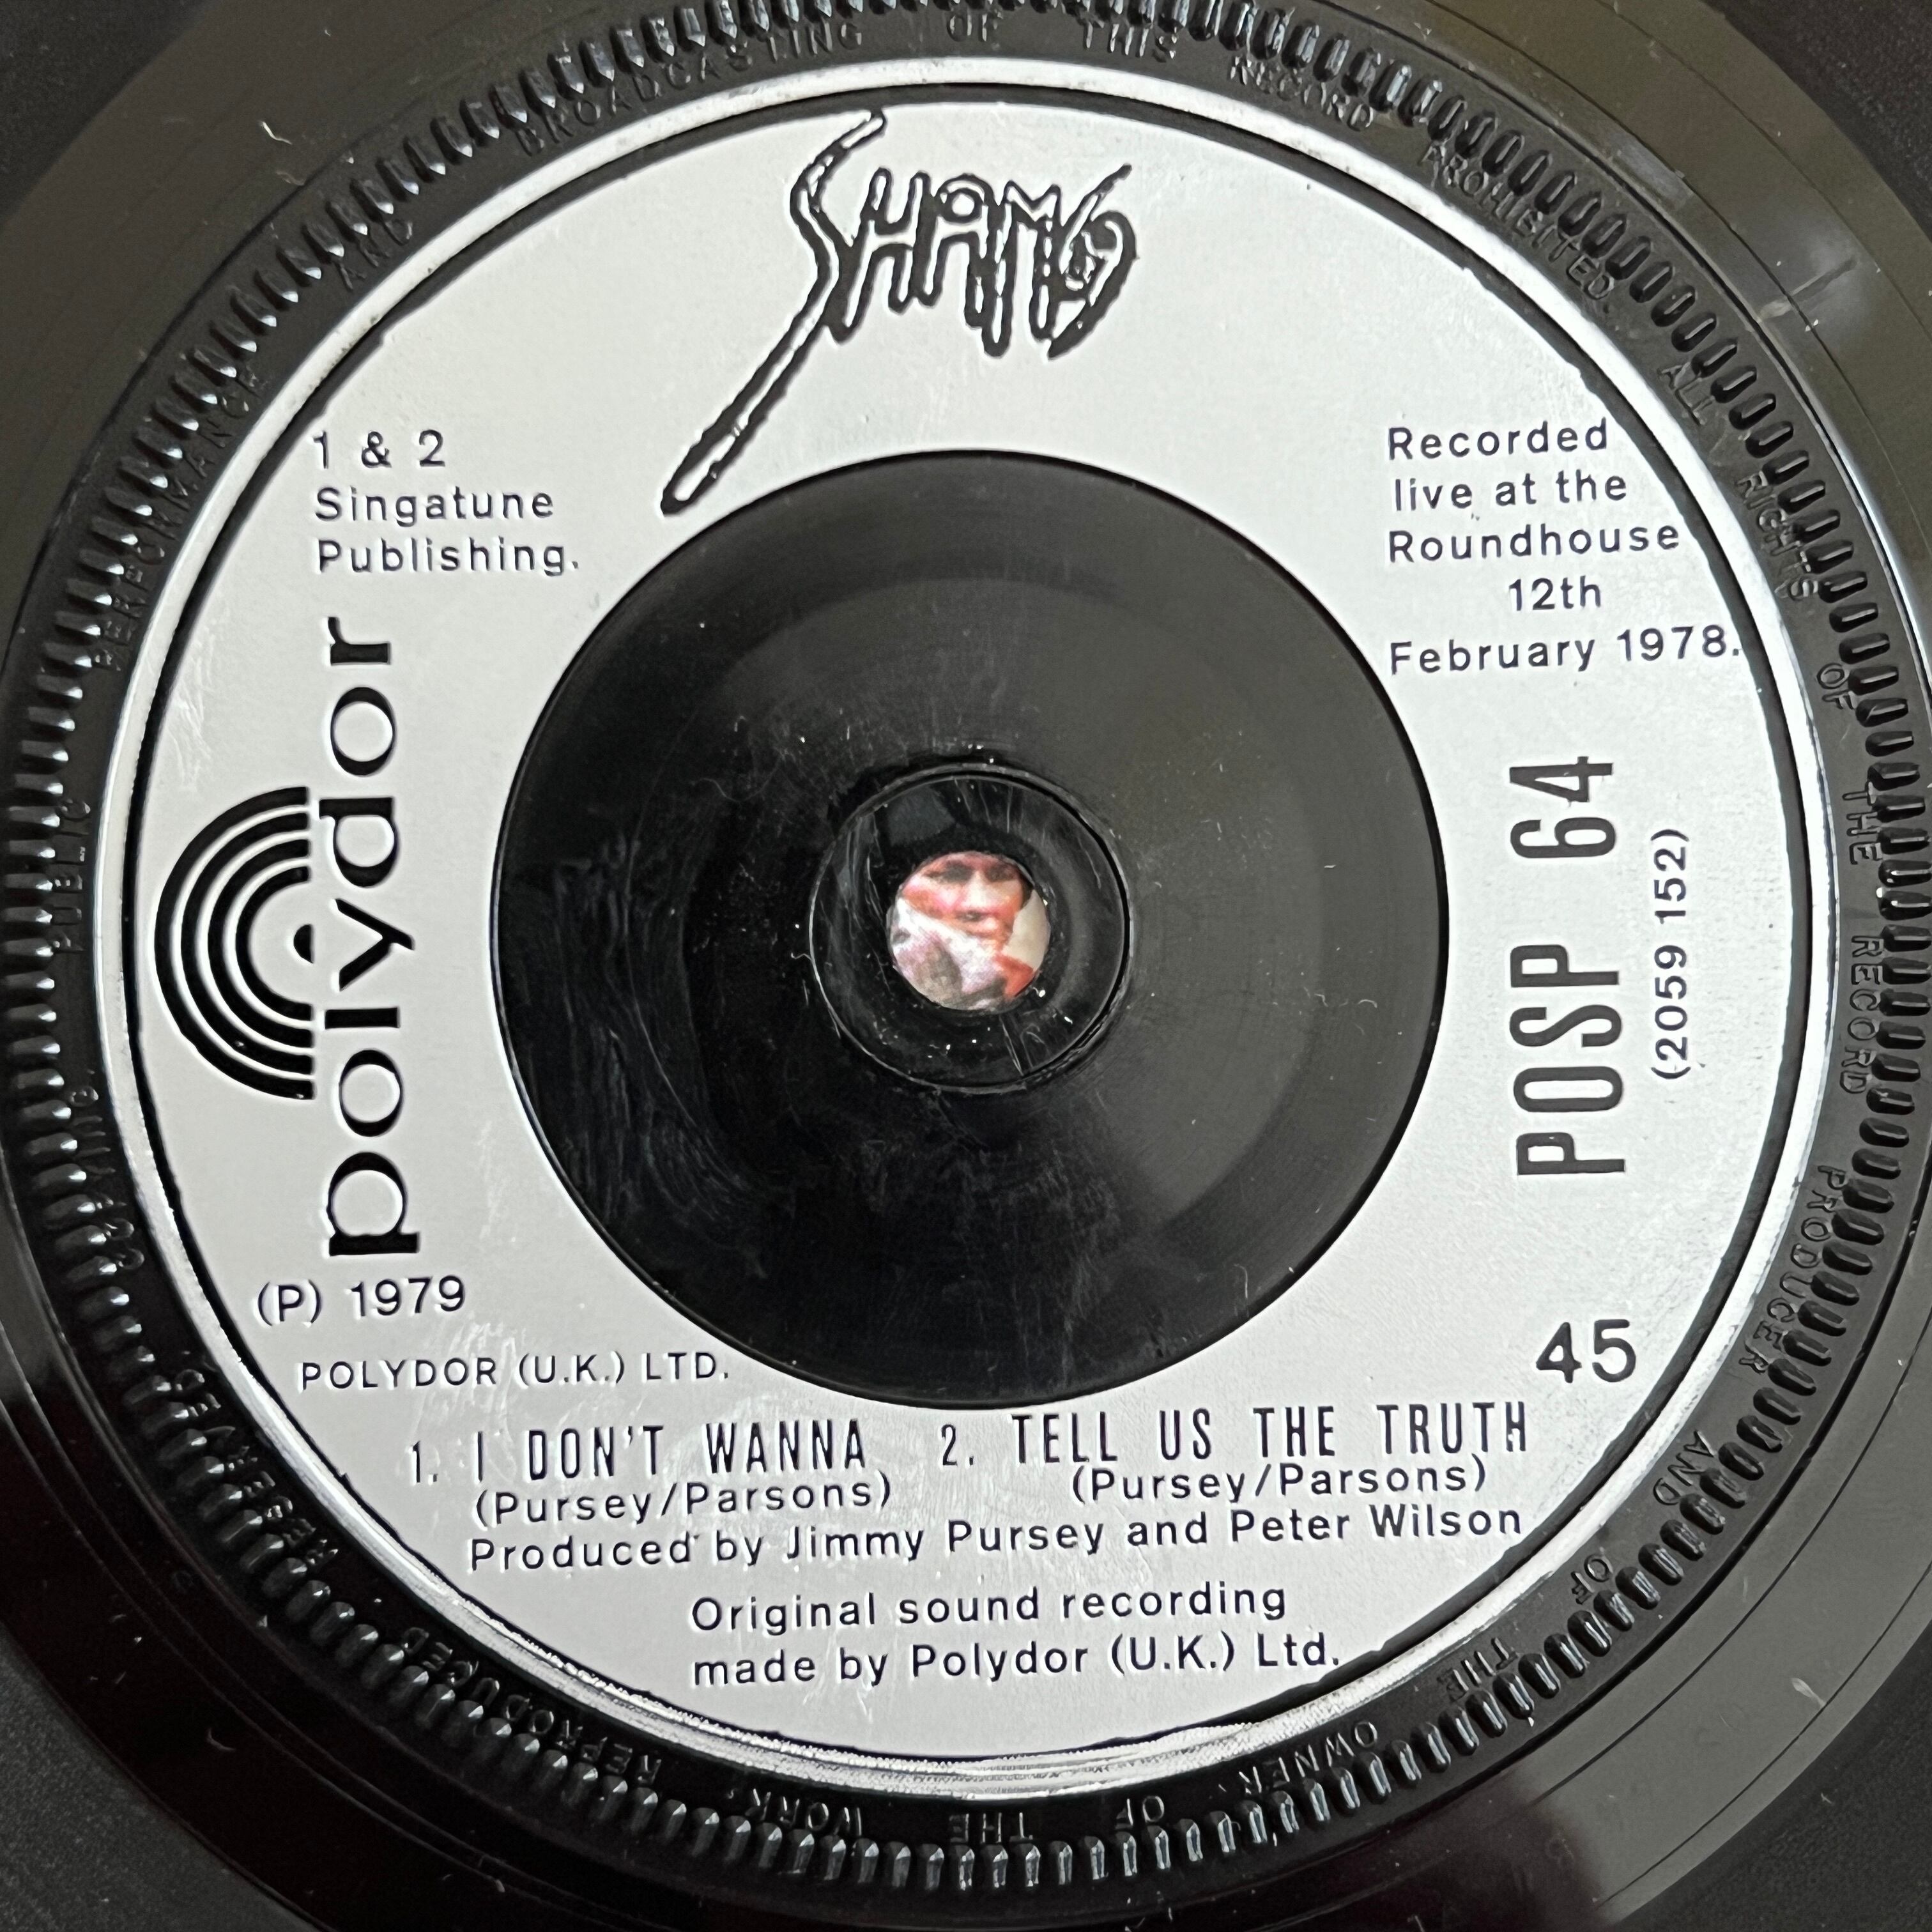 SHAM 69
1 & 2
Singatune
Publishing.
Recorded
live at the
Roundhouse
12th
February 1978.
polydor
POSP 64
(2059 152)
(P) 1979
45
POLYDOR (U.K.) LTD.
1. I DON'T WANNA 2. TELL US THE TRUTH
(Pursey/Parsons) (Pursey/Parsons)
Produced by Jimmy Pursey and Peter Wilson
Original sound recording
made by Polydor (U.K.) Ltd.
ALL RIGHTS OF THE RECORD PRODUCER AND OF THE OWNER OF THE WORK REPRODUCED RESERVED PUBLIC PERFORMANCE AND BROADCASTING OF THIS RECORD PROHIBITED